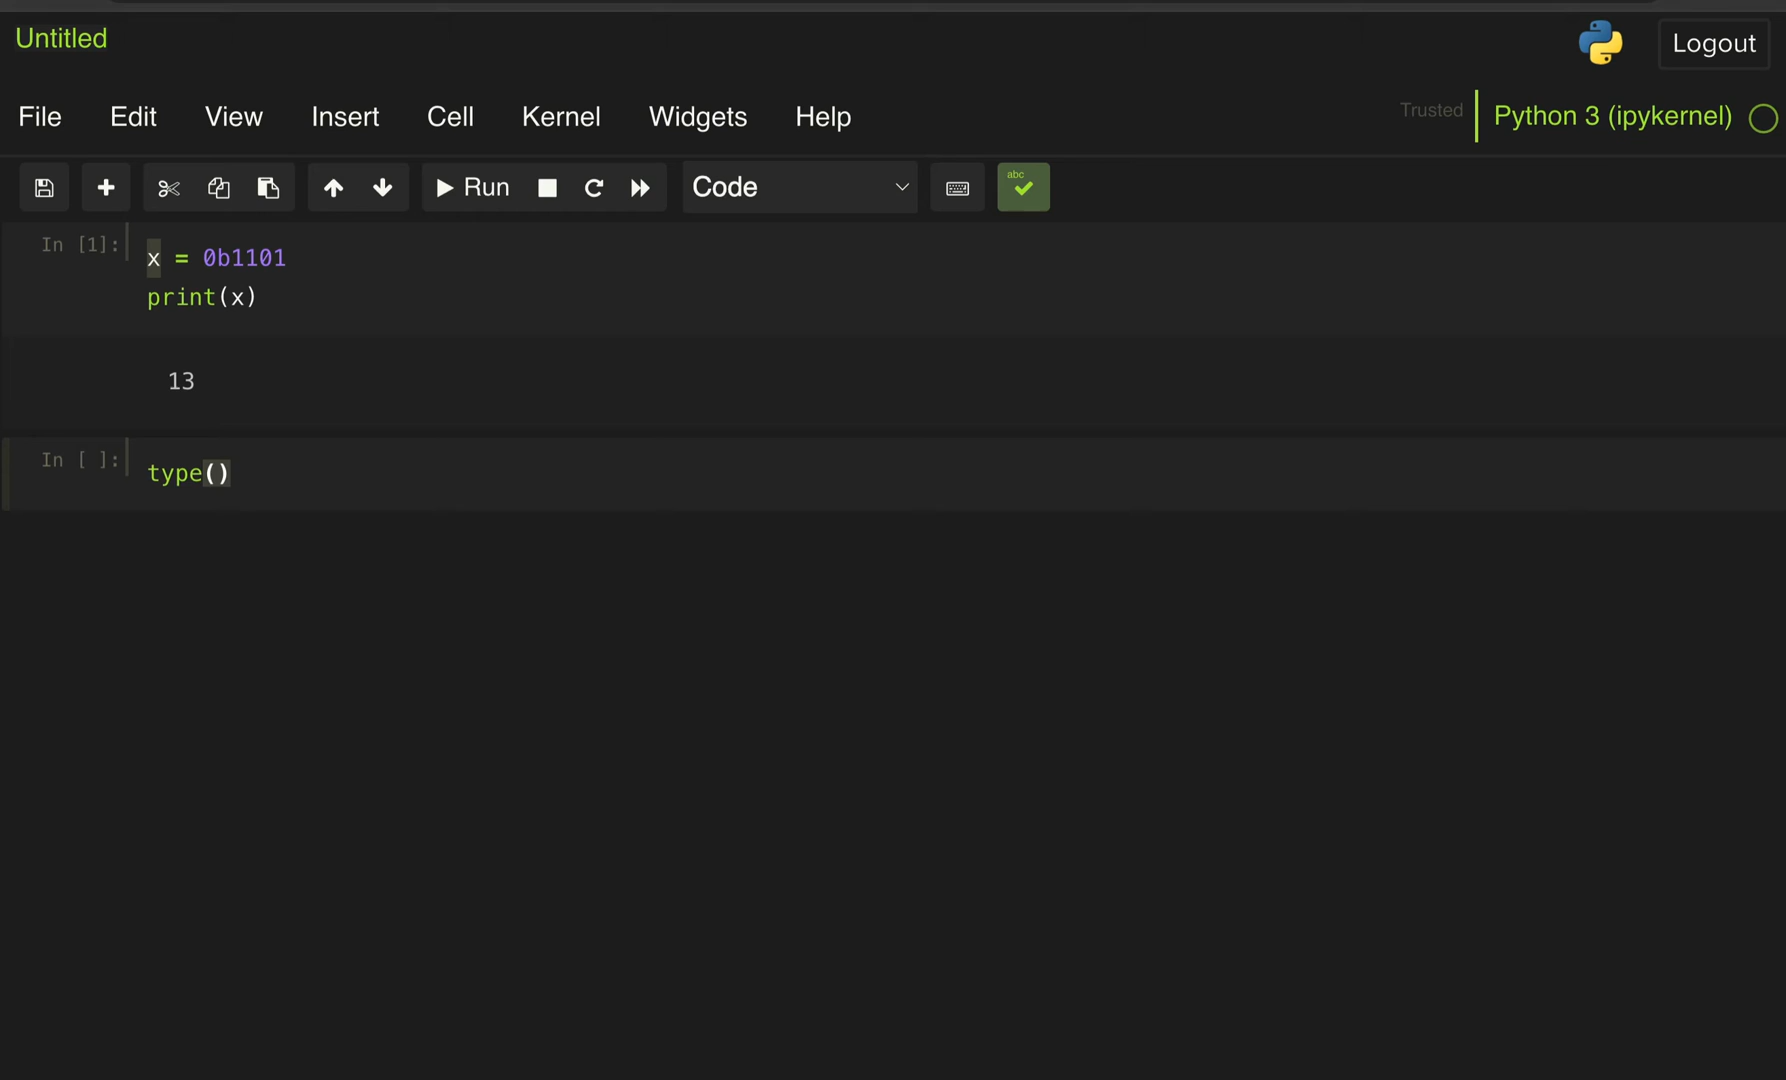 Untitled
Logout
File Edit View Insert Cell Kernel Widgets Help
Trusted
Python 3 (ipykernel)
Run
Code
abc
In [1]:
x = 0b1101
print(x)
13
In [ ]:
type()